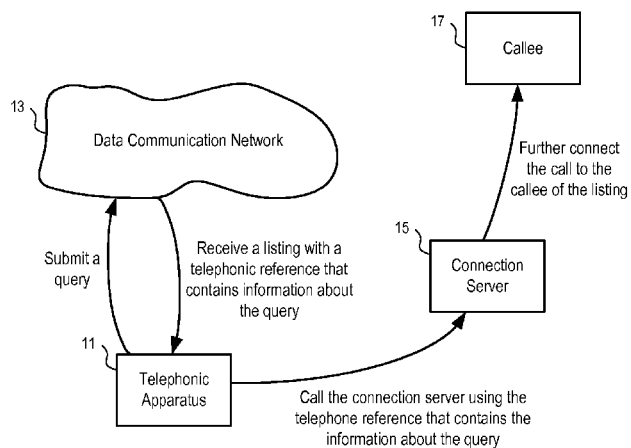 17
Callee
13
Data Communication Network
Further connect
the call to the
callee of the listing
15
Submit a
query
Receive a listing with a
telephonic reference that
contains information about
the query
Connection
Server
11
Telephonic
Apparatus
Call the connection server using the
telephone reference that contains the
information about the query